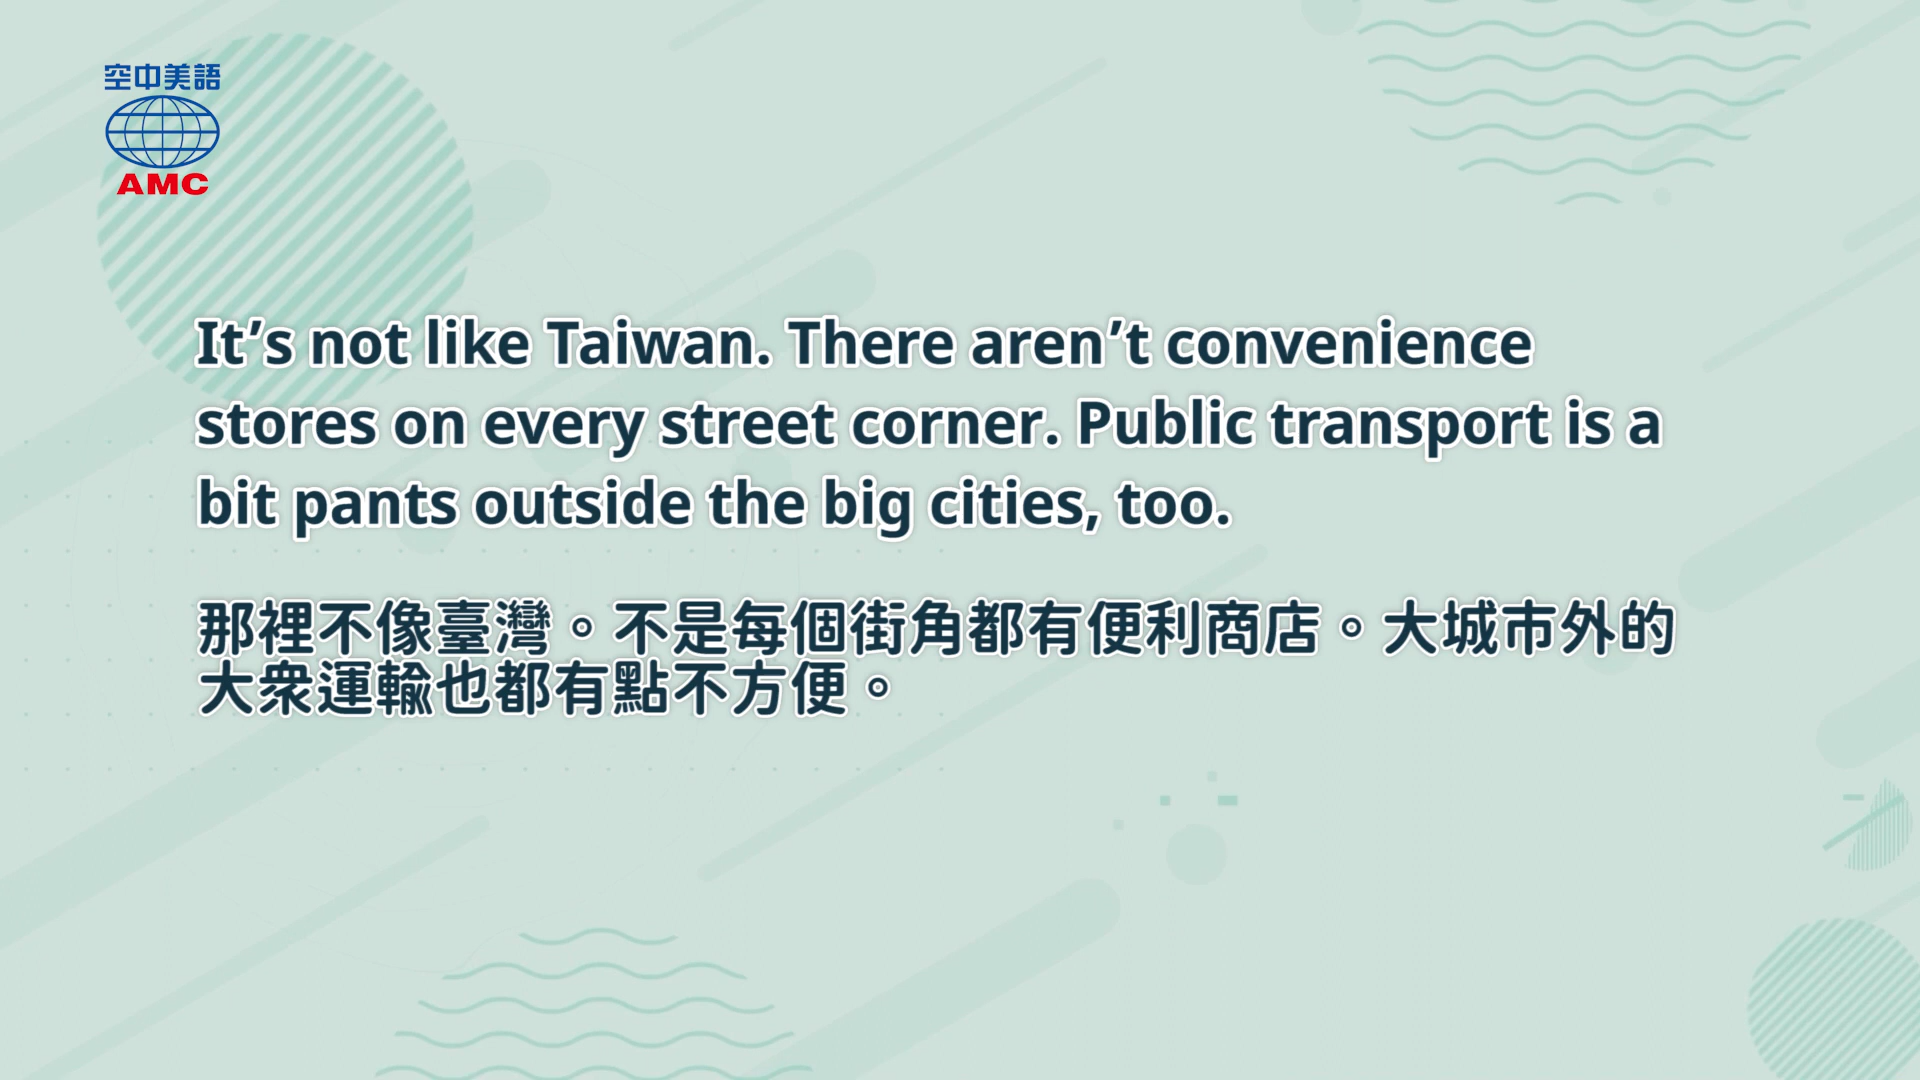 空中美語
AMC
It’s not like Taiwan. There aren’t convenience
stores on every street corner. Public transport is a
bit pants outside the big cities, too.
那裡不像臺灣。不是每個街角都有便利商店。大城市外的
大眾運輸也都有點不方便。